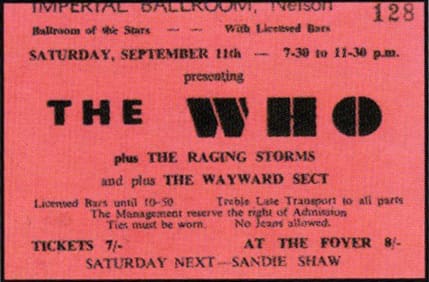 IMPERIAL BALLROOM, Nelson
128
Ballroom of the Stars — — With Licensed Bars
SATURDAY, SEPTEMBER 11th — 7-30 to 11-30 p.m.
presenting
THE WHO
plus THE RAGING STORMS
and plus THE WAYWARD SECT
Licensed Bars until 10-50 Treble Late Transport to all parts
The Management reserve the right of Admission
Ties must be worn. No Jeans allowed.
TICKETS 7/- AT THE FOYER 8/-
SATURDAY NEXT—SANDIE SHAW